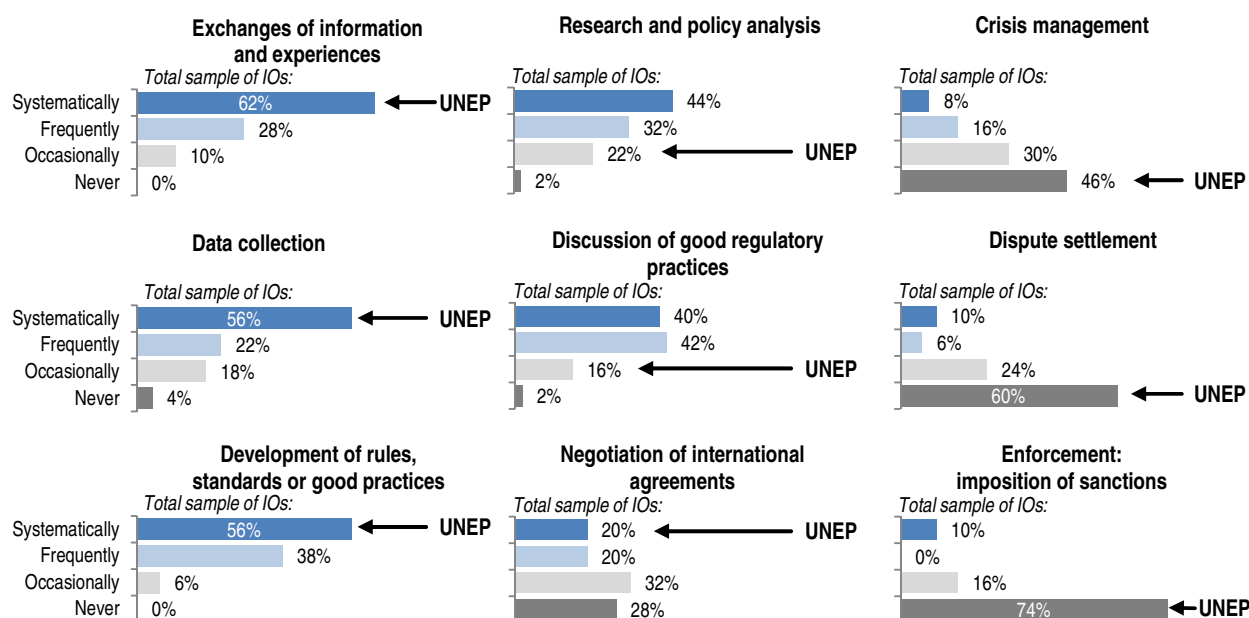 Exchanges of information
and experiences
Total sample of IOs:
Systematically 62% UNEP
Frequently 28%
Occasionally 10%
Never 0%
Research and policy analysis
Total sample of IOs:
44%
32%
22% UNEP
2%
Crisis management
Total sample of IOs:
8%
16%
30%
46% UNEP
Data collection
Total sample of IOs:
Systematically 56% UNEP
Frequently 22%
Occasionally 18%
Never 4%
Discussion of good regulatory
practices
Total sample of IOs:
40%
42%
16% UNEP
2%
Dispute settlement
Total sample of IOs:
10%
6%
24%
60% UNEP
Development of rules,
standards or good practices
Total sample of IOs:
Systematically 56% UNEP
Frequently 38%
Occasionally 6%
Never 0%
Negotiation of international
agreements
Total sample of IOs:
20% UNEP
20%
32%
28%
Enforcement:
imposition of sanctions
Total sample of IOs:
10%
0%
16%
74% UNEP